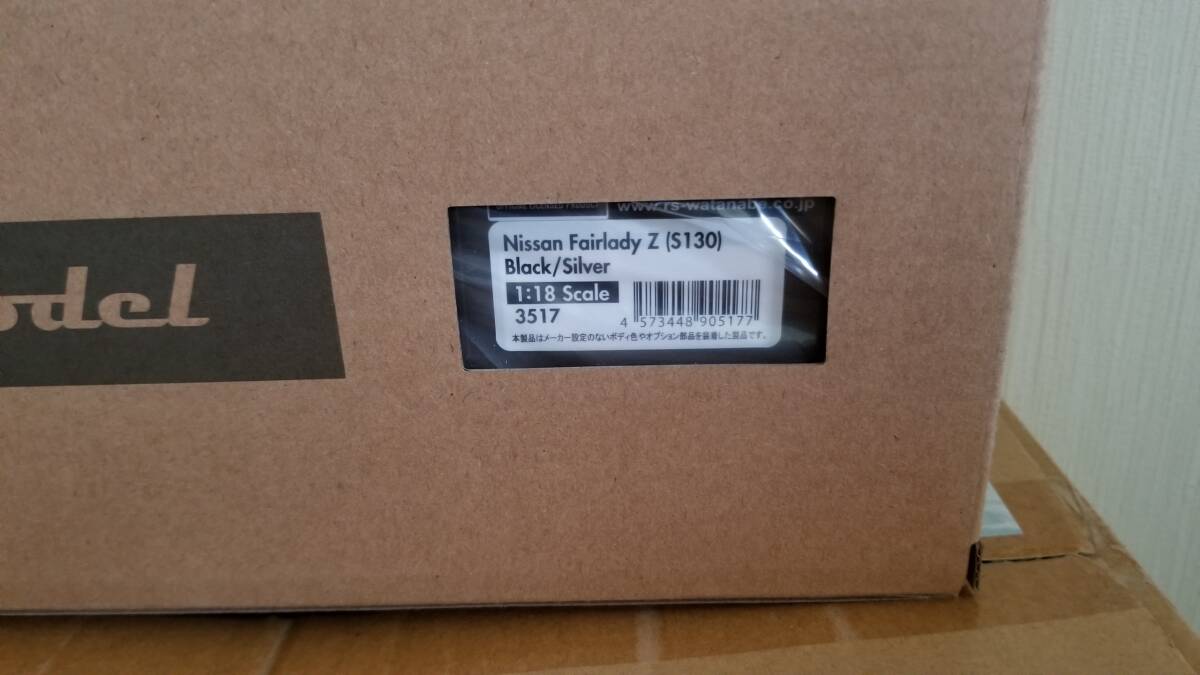 odel
www.rs-watanabe.co.jp
Nissan Fairlady Z (S130)
Black/Silver
1:18 Scale
3517
4 573448 905177
本製品はメーカー設定のないボディ色やオプション部品を装着した製品です。